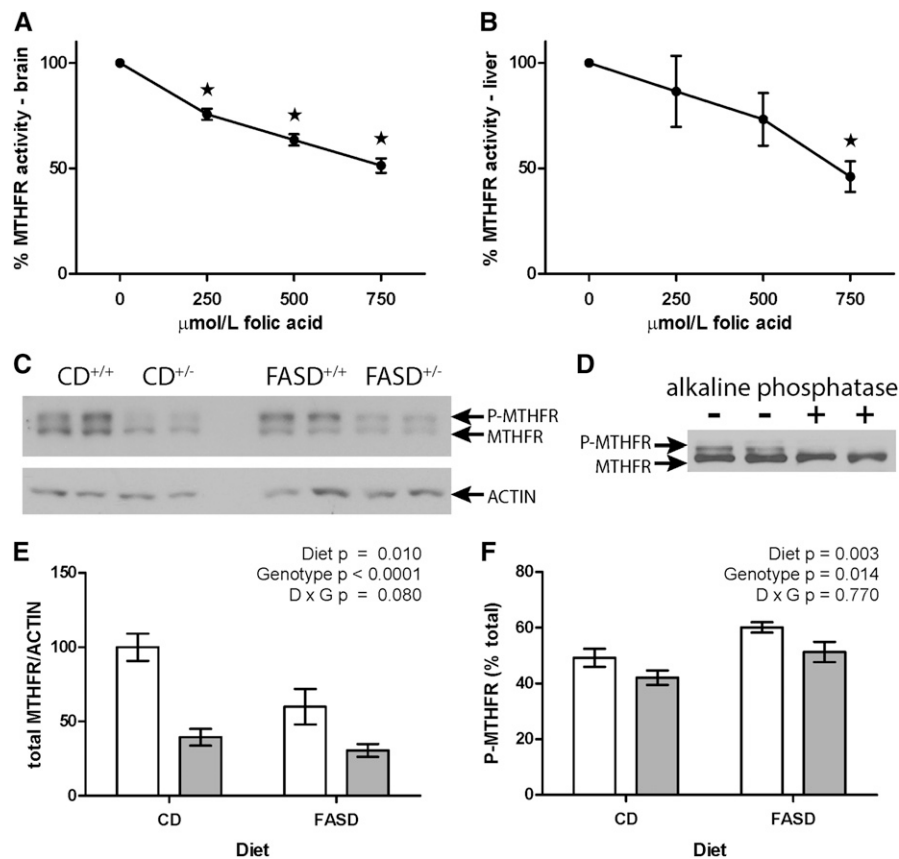 A
% MTHFR activity - brain
100
50
0
0 250 500 750
μmol/L folic acid
B
% MTHFR activity - liver
100
50
0
0 250 500 750
μmol/L folic acid
C
CD+/+ CD+/- FASD+/+ FASD+/-
P-MTHFR
MTHFR
ACTIN
D
alkaline phosphatase
- - + +
P-MTHFR
MTHFR
E
Diet p = 0.010
Genotype p < 0.0001
D x G p = 0.080
total MTHFR/ACTIN
150
100
50
0
CD FASD
Diet
F
Diet p = 0.003
Genotype p = 0.014
D x G p = 0.770
P-MTHFR (% total)
80
60
40
20
0
CD FASD
Diet